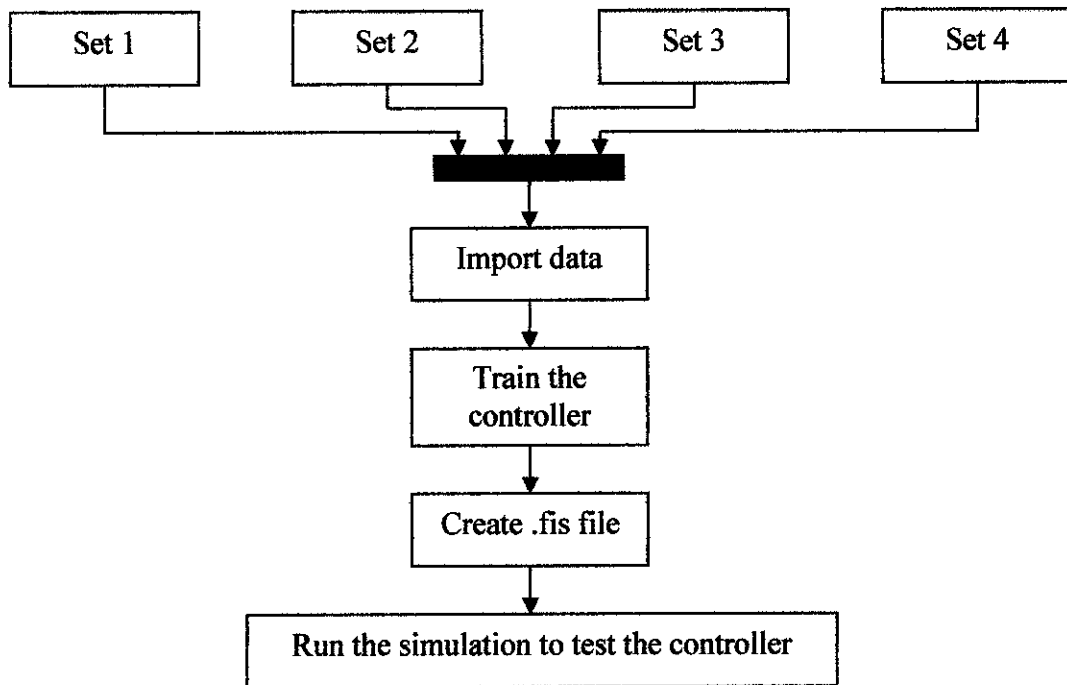 Set 1
Set 2
Set 3
Set 4
Import data
Train the
controller
Create .fis file
Run the simulation to test the controller